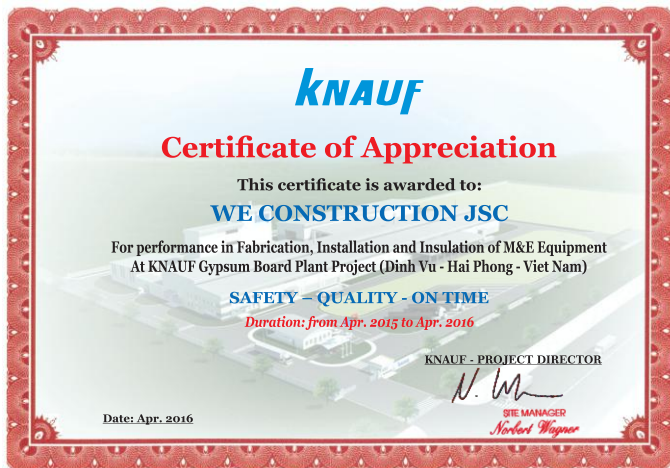 KNAUF
Certificate of Appreciation
This certificate is awarded to:
WE CONSTRUCTION JSC
For performance in Fabrication, Installation and Insulation of M&E Equipment
At KNAUF Gypsum Board Plant Project (Dinh Vu - Hai Phong - Viet Nam)
SAFETY – QUALITY - ON TIME
Duration: from Apr. 2015 to Apr. 2016
KNAUF - PROJECT DIRECTOR
SITE MANAGER
Norbert Wagner
Date: Apr. 2016